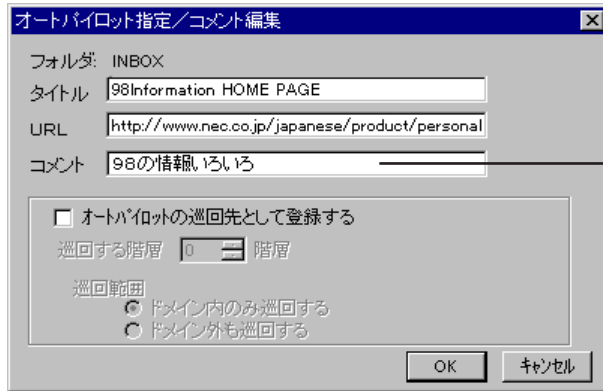 オートパイロット指定／コメント編集
フォルダ: INBOX
タイトル 98Information HOME PAGE
URL http://www.nec.co.jp/japanese/product/personal
コメント 98の情報いろいろ
オートパイロットの巡回先として登録する
巡回する階層 0 階層
巡回範囲
ドメイン内のみ巡回する
ドメイン外も巡回する
OK キャンセル